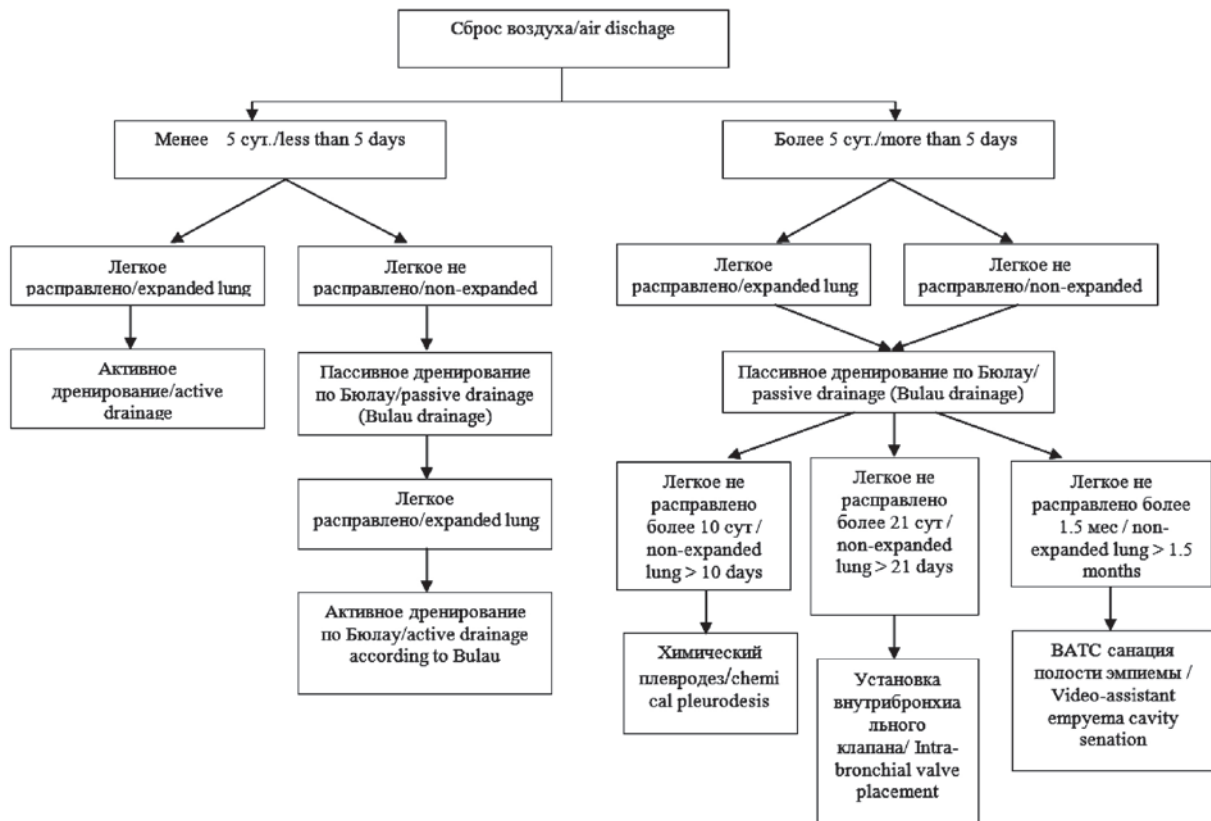 Сброс воздуха/air dischage
Менее 5 сут./less than 5 days
Более 5 сут./more than 5 days
Легкое
расправлено/expanded lung
Легкое не
расправлено/non-expanded
Легкое
расправлено/expanded lung
Легкое не
расправлено/non-expanded
Активное
дренирование/active
drainage
Пассивное дренирование
по Бюлау/passive drainage
(Bulau drainage)
Пассивное дренирование по Бюлау/
passive drainage (Bulau drainage)
Легкое
расправлено/expanded lung
Активное дренирование
по Бюлау/active drainage
according to Bulau
Легкое не
расправлено
более 10 сут /
non-expanded
lung > 10 days
Легкое не
расправлено
более 21 сут /
non-expanded
lung > 21 days
Легкое не
расправлено более
1.5 мес / non-
expanded lung > 1.5
months
Химический
плевродез/chemi
cal pleurodesis
Установка
внутрибронхиа
льного
клапана/ Intra-
bronchial valve
placement
ВАТС санация
полости эмпиемы /
Video-assistant
empyema cavity
senation